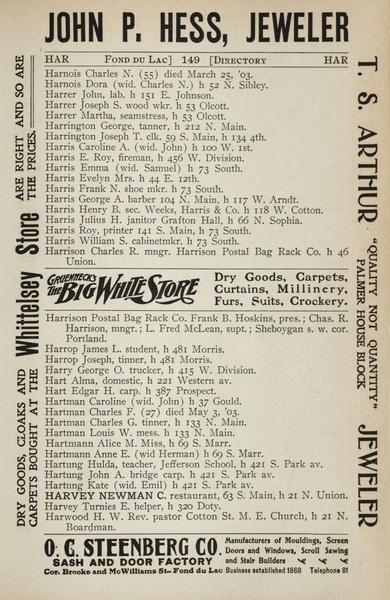 JOHN P. HESS, JEWELER
HAR FOND DU LAC] 149 [DIRECTORY HAR
Harnois Charles N. (55) died March 25, '03.
Harnois Dora (wid. Charles N.) h 52 N. Sibley.
Harrer John, lab. h 151 E. Johnson.
Harrer Joseph S. wood wkr. h 53 Olcott.
Harrer Martha, seamstress, h 53 Olcott.
Harrington George, tanner, h 212 N. Main.
Harrington Joseph T. clk. 59 S. Main, h 134 4th.
Harris Caroline A. (wid. John) h 100 W. 1st.
Harris E. Roy, fireman, h 456 W. Division.
Harris Emma (wid. Samuel) h 73 South.
Harris Evelyn Mrs. h 44 E. 12th.
Harris Frank N. shoe mkr. h 73 South.
Harris George A. barber 104 N. Main, h 117 W. Arndt.
Harris Henry B. sec. Weeks, Harris & Co. h 118 W. Cotton.
Harris Julius H. janitor Grafton Hall, h 66 N. Sophia.
Harris Roy, printer 141 S. Main, h 73 South.
Harris William S. cabinetmkr. h 73 South.
Harrison Charles R. mngr. Harrison Postal Bag Rack Co. h 46
Union.
GRUENHECK'S
THE BIG WHITE STORE
Dry Goods, Carpets,
Curtains, Millinery,
Furs, Suits, Crockery.
Harrison Postal Bag Rack Co. Frank B. Hoskins, pres.; Chas. R.
Harrison, mngr.; L. Fred McLean, supt.; Sheboygan s. w. cor.
Portland.
Harrop James L. student, h 481 Morris.
Harrop Joseph, tinner, h 481 Morris.
Harry George O. trucker, h 415 W. Division.
Hart Alma, domestic, h 221 Western av.
Hart Edgar H. carp. h 387 Prospect.
Hartman Caroline (wid. John) h 37 Gould.
Hartman Charles F. (27) died May 3, '03.
Hartman Charles G. tinner, h 133 N. Main.
Hartman Louis W. mess. h 133 N. Main.
Hartmann Alice M. Miss, h 69 S. Marr.
Hartmann Anne E. (wid Herman) h 69 S. Marr.
Hartung Hulda, teacher, Jefferson School, h 421 S. Park av.
Hartung John A. bridge carp. h 421 S. Park av.
Hartung Kate (wid. Emil) h 421 S. Park av.
HARVEY NEWMAN C. restaurant, 63 S. Main, h 21 N. Union.
Harvey Turnies E. helper, h 320 Doty.
Harwood H. W. Rev. pastor Cotton St. M. E. Church, h 21 N.
Boardman.
O. C. STEENBERG CO.
SASH AND DOOR FACTORY
Cor. Brooke and McWilliams St- Fond du Lac
Manufacturers of Mouldings, Screen
Doors and Windows, Scroll Sawing
and Stair Builders
Business established 1868 Telephone 81
DRY GOODS, CLOAKS AND
CARPETS BOUGHT AT THE Whittelsey Store ARE RIGHT AND SO ARE
THE PRICES.
T. S. ARTHUR "QUALITY NOT QUANTITY"
PALMER HOUSE BLOCK JEWELER